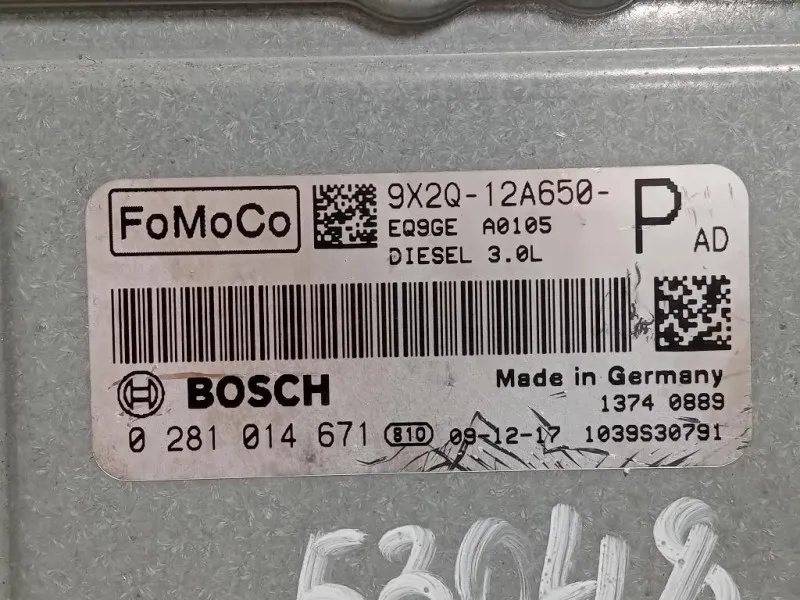 FoMoCo
9X2Q-12A650-
P AD
EQ9GE A0105
DIESEL 3.0L
BOSCH
Made in Germany
1374 0889
0 281 014 671 810 09-12-17 1039S30791
53048